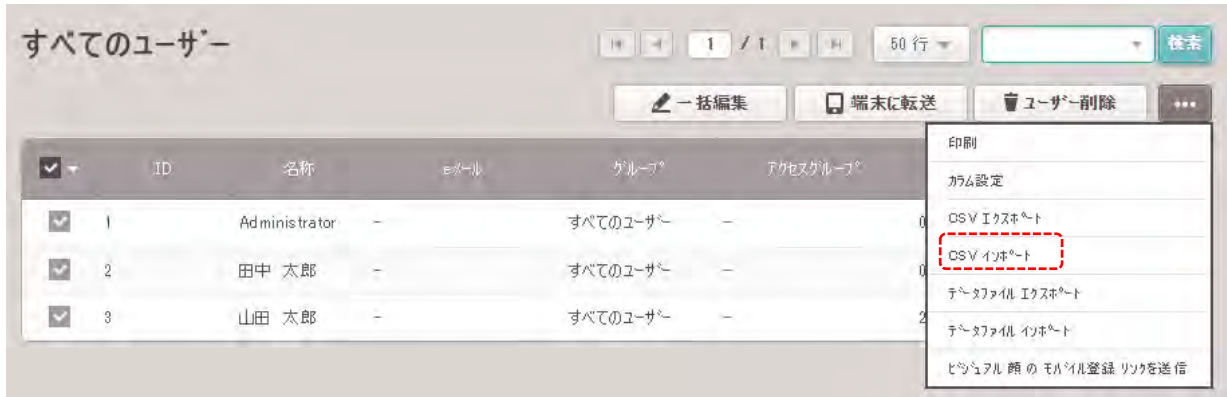 すべてのユーザー
1 / 1
50 行
検索
一括編集
端末に転送
ユーザー削除
•••
印刷
カラム設定
CSV エクスポート
CSV インポート
データファイル エクスポート
データファイル インポート
ビジュアル 顔 の モバイル登録 リンクを送信
ID 名称 eメール グループ アクセスグループ
1 Administrator - すべてのユーザー - 0
2 田中 太郎 - すべてのユーザー - 0
3 山田 太郎 - すべてのユーザー - 2